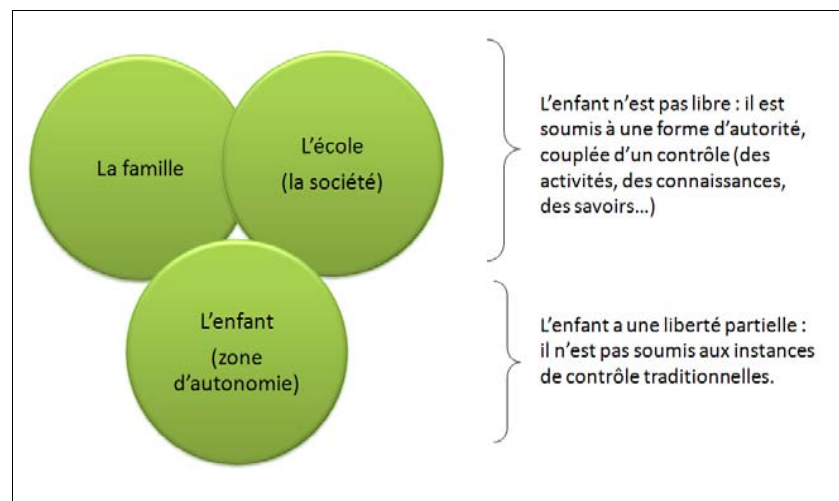 La famille
L'école
(la société)
L'enfant
(zone
d'autonomie)
L'enfant n'est pas libre : il est
soumis à une forme d'autorité,
couplée d'un contrôle (des
activités, des connaissances,
des savoirs...)
L'enfant a une liberté partielle :
il n'est pas soumis aux instances
de contrôle traditionnelles.